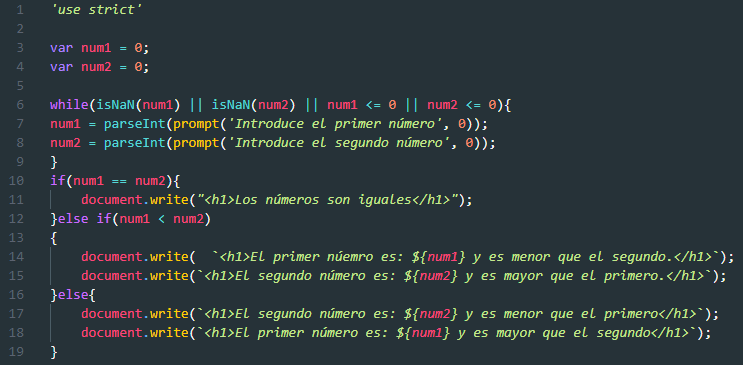 1 'use strict'
2
3 var num1 = 0;
4 var num2 = 0;
5
6 while(isNaN(num1) || isNaN(num2) || num1 <= 0 || num2 <= 0){
7 num1 = parseInt(prompt('Introduce el primer número', 0));
8 num2 = parseInt(prompt('Introduce el segundo número', 0));
9 }
10 if(num1 == num2){
11 document.write("<h1>Los números son iguales</h1>");
12 }else if(num1 < num2)
13 {
14 document.write(  `<h1>El primer núemro es: ${num1} y es menor que el segundo.</h1>`);
15 document.write(`<h1>El segundo número es: ${num2} y es mayor que el primero.</h1>`);
16 }else{
17 document.write(`<h1>El segundo número es: ${num2} y es menor que el primero</h1>`);
18 document.write(`<h1>El primer número es: ${num1} y es mayor que el segundo</h1>`);
19 }